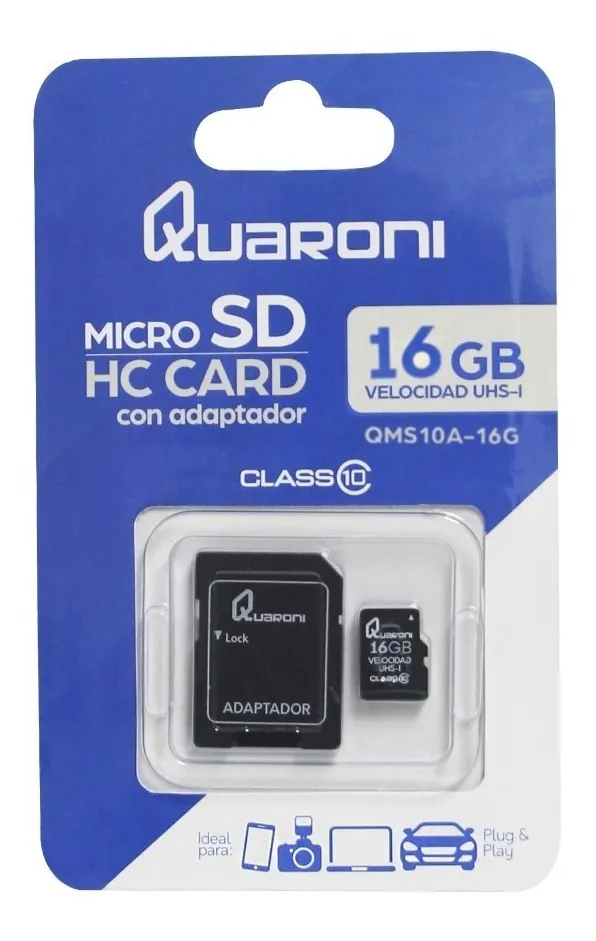 QUARONI
MICRO SD
HC CARD
con adaptador
16 GB
VELOCIDAD UHS-I
QMS10A-16G
CLASS 10
QUARONI
Lock
ADAPTADOR
QUARONI
16GB
VELOCIDAD
UHS-I
CLASS 10
Ideal
para:
Plug &
Play